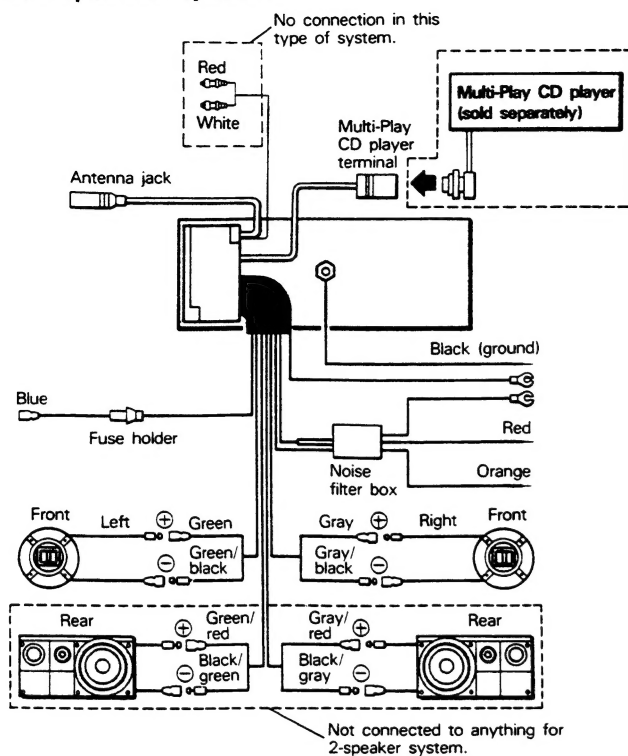 No connection in this
type of system.
Red
White
Multi-Play CD player
(sold separately)
Multi-Play
CD player
terminal
Antenna jack
Black (ground)
Blue
Fuse holder
Red
Noise
filter box
Orange
Front
Left
⊕
Green
Gray
⊕
Right
Front
Green/
black
⊖
Gray/
black
⊖
Rear
⊕
Green/
red
Gray/
red
⊕
Rear
⊖
Black/
green
Black/
gray
⊖
Not connected to anything for
2-speaker system.